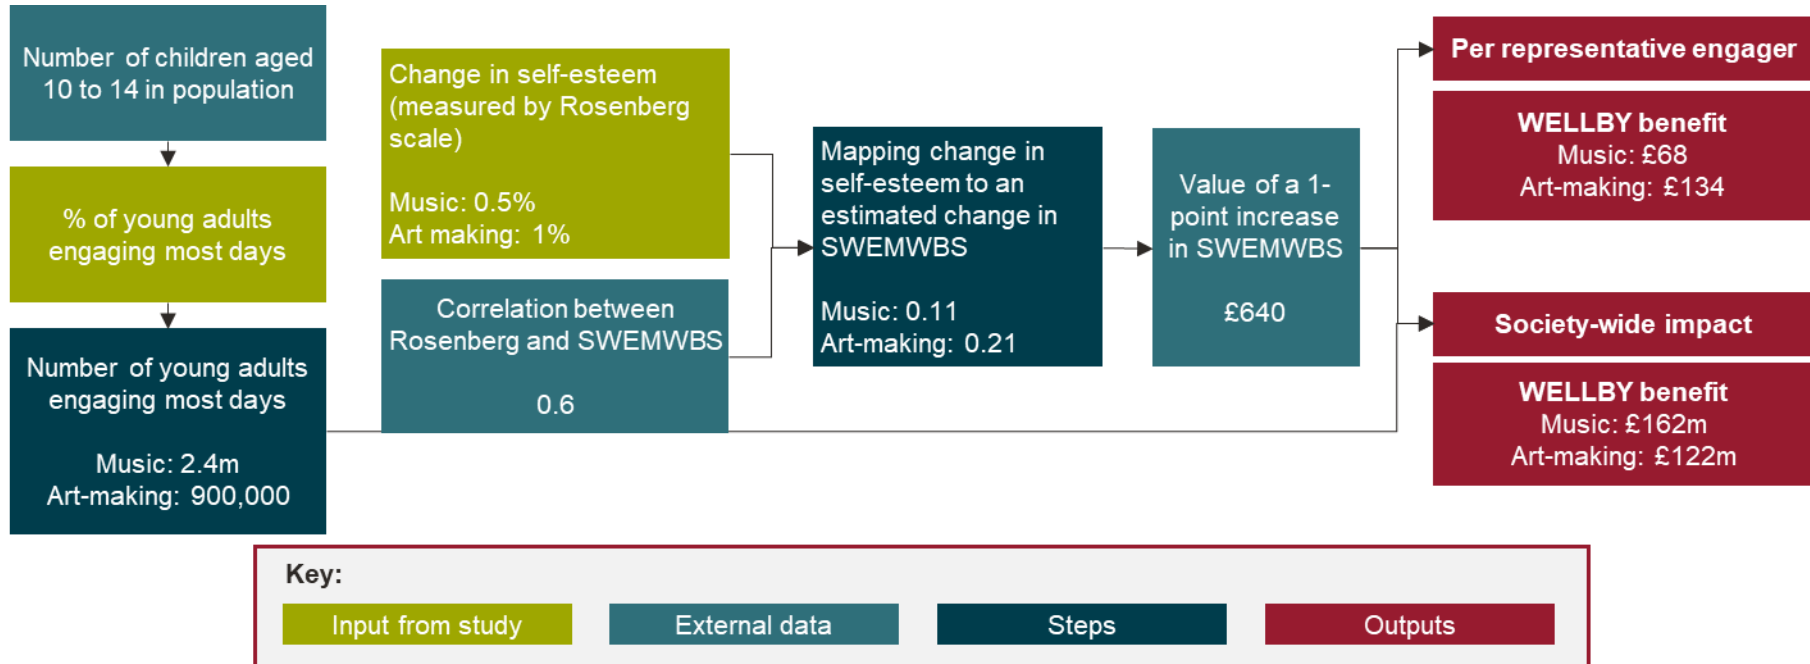 Number of children aged
10 to 14 in population
% of young adults
engaging most days
Number of young adults
engaging most days
Music: 2.4m
Art-making: 900,000
Change in self-esteem
(measured by Rosenberg
scale)
Music: 0.5%
Art making: 1%
Correlation between
Rosenberg and SWEMWBS
0.6
Mapping change in
self-esteem to an
estimated change in
SWEMWBS
Music: 0.11
Art-making: 0.21
Value of a 1-
point increase
in SWEMWBS
£640
Per representative engager
WELLBY benefit
Music: £68
Art-making: £134
Society-wide impact
WELLBY benefit
Music: £162m
Art-making: £122m
Key:
Input from study
External data
Steps
Outputs